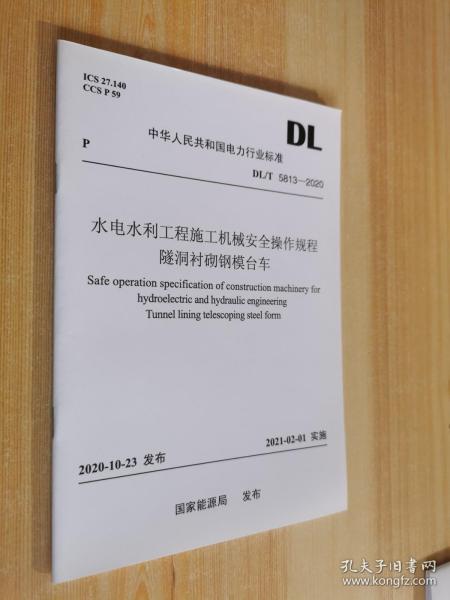 ICS 27.140
CCS P 59
DL
中华人民共和国电力行业标准
P
DL/T 5813—2020
水电水利工程施工机械安全操作规程
隧洞衬砌钢模台车
Safe operation specification of construction machinery for
hydroelectric and hydraulic engineering
Tunnel lining telescoping steel form
2020-10-23 发布
2021-02-01 实施
国家能源局 发布
孔夫子旧书网
www.kongfz.com